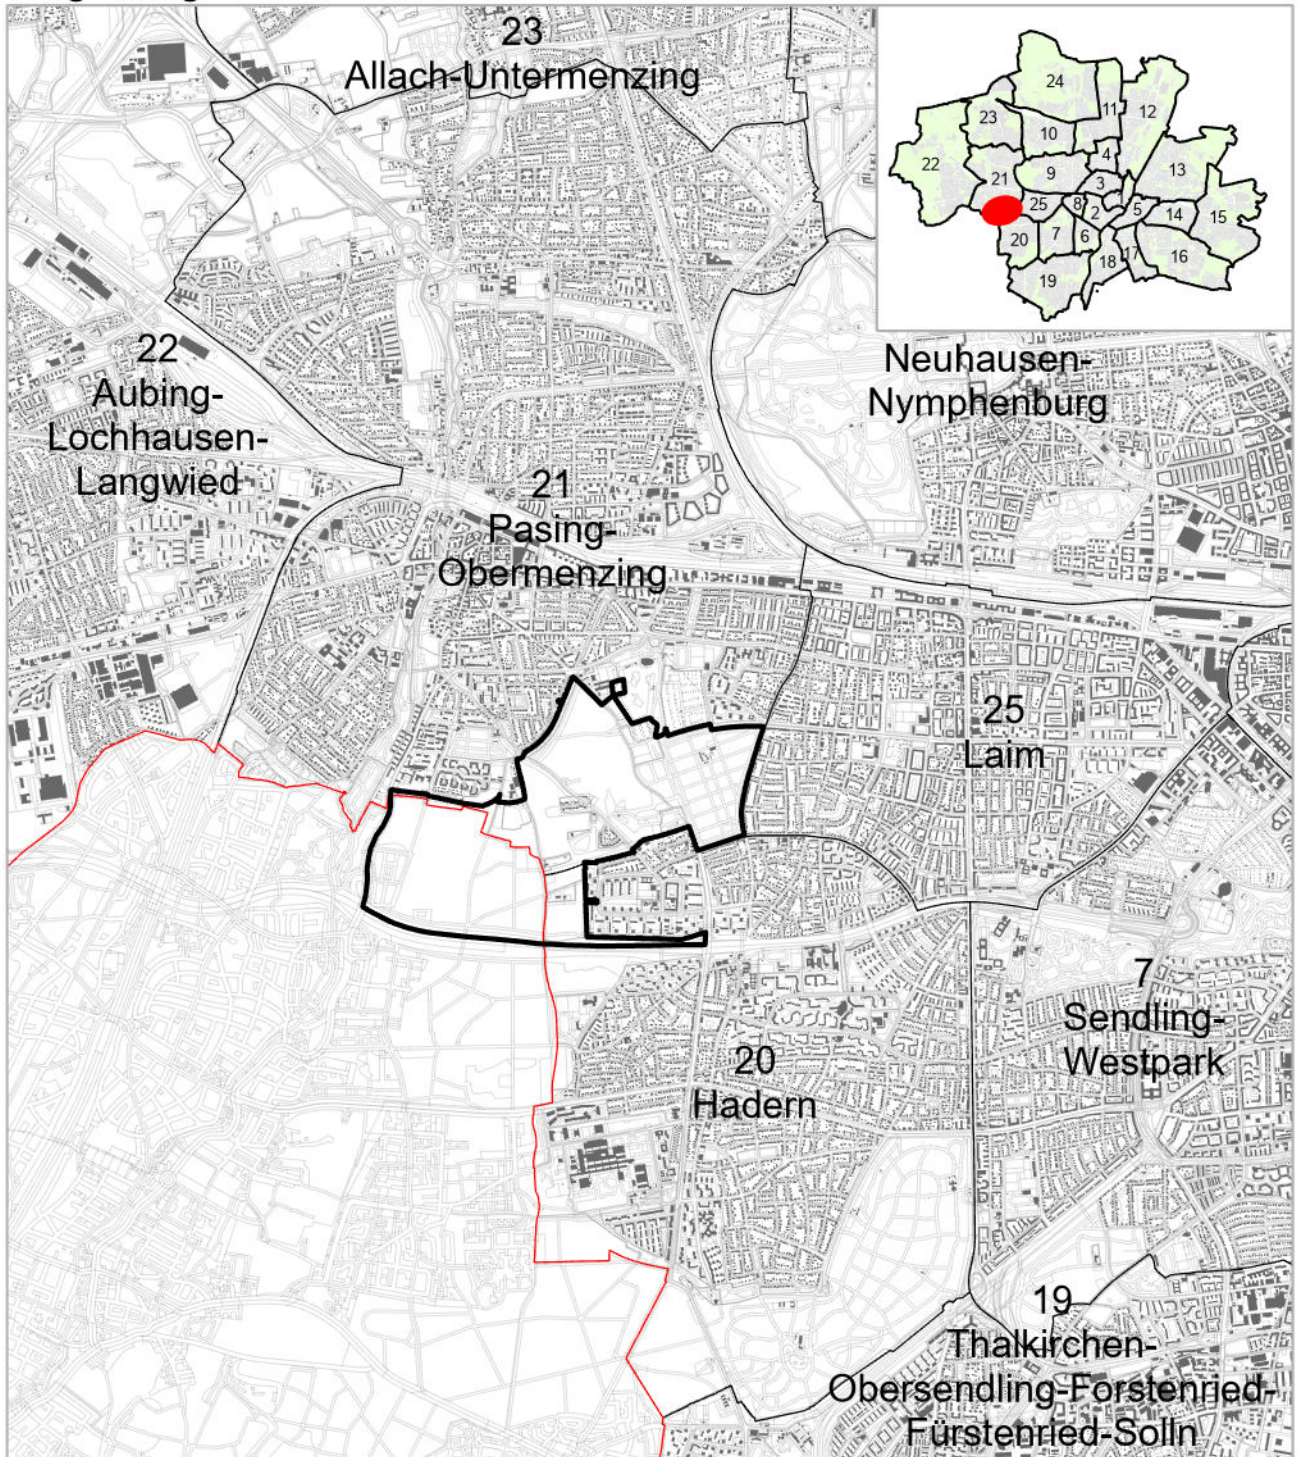 23
Allach-Untermenzing
24
11
12
23
10
4
22
21
9
13
3
25
8
2
5
14
15
20
7
6
17
18
16
19
22
Aubing-
Lochhausen-
Langwied
Neuhausen-
Nymphenburg
21
Pasing-
Obermenzing
25
Laim
7
Sendling-
Westpark
20
Hadern
19
Thalkirchen-
Obersendling-Forstenried-
Fürstenried-Solln